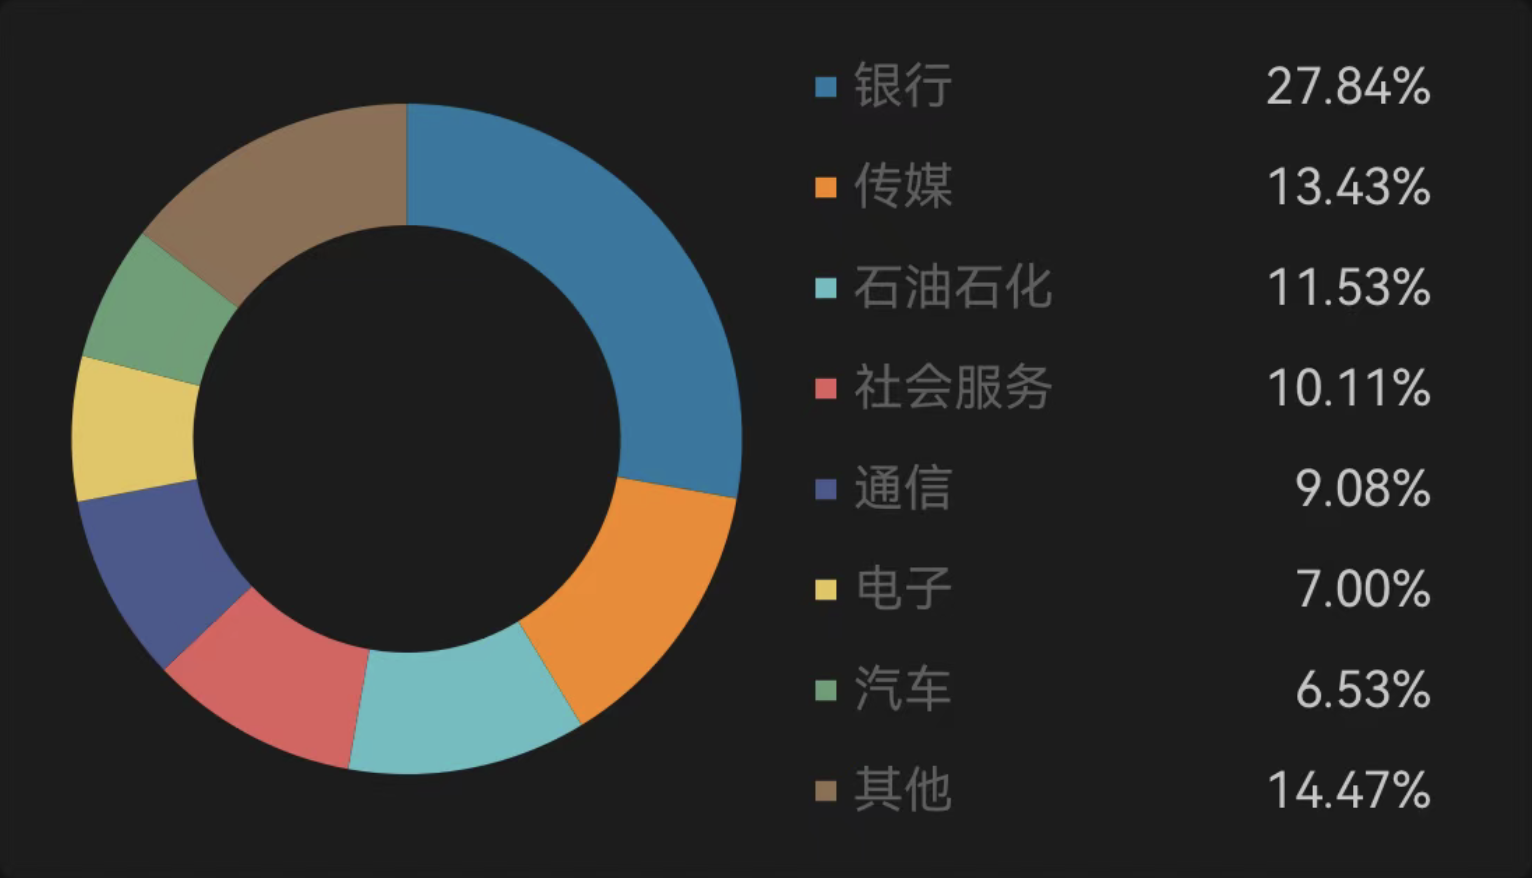 银行 27.84%
传媒 13.43%
石油石化 11.53%
社会服务 10.11%
通信 9.08%
电子 7.00%
汽车 6.53%
其他 14.47%